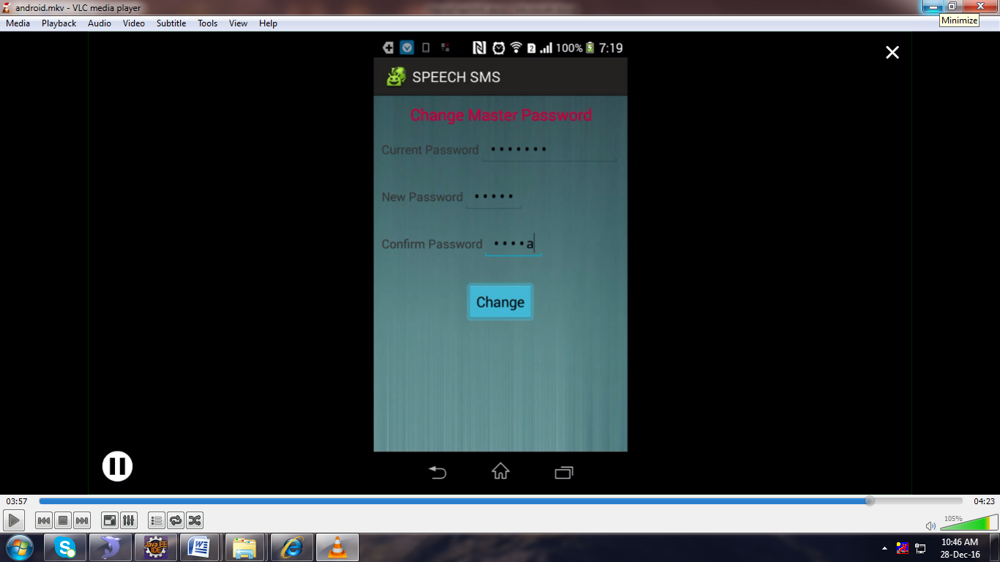 android.mkv - VLC media player
Minimize
Media Playback Audio Video Subtitle Tools View Help
2 100% 7:19
SPEECH SMS
Change Master Password
Current Password •••••••
New Password •••••
Confirm Password ••••a
Change
03:57 04:23
105%
Java EE
IDE
10:46 AM
28-Dec-16